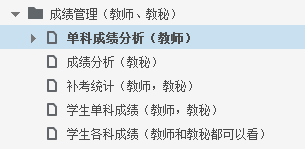 成绩管理（教师、教秘）
单科成绩分析（教师）
成绩分析（教秘）
补考统计（教师，教秘）
学生单科成绩（教师，教秘）
学生各科成绩（教师和教秘都可以看）